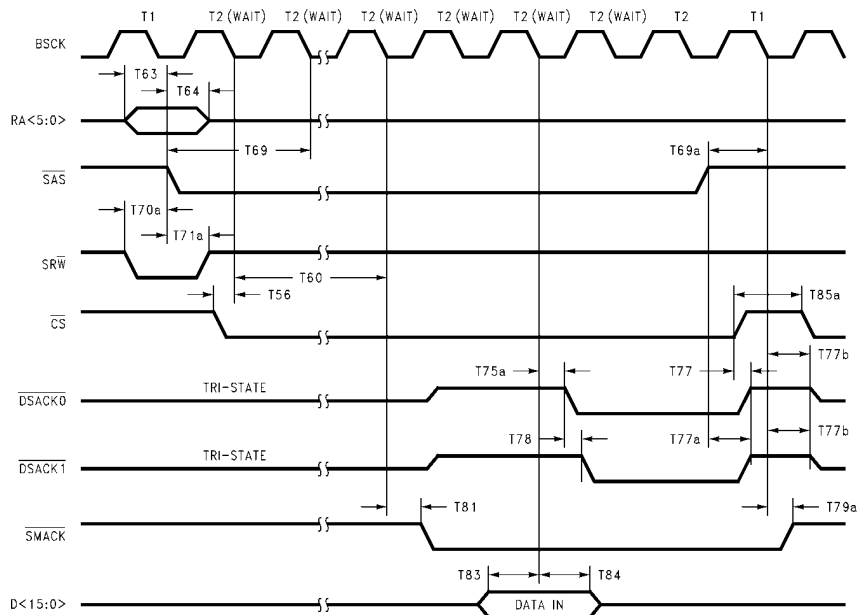 T1 T2 (WAIT) T2 (WAIT) T2 (WAIT) T2 (WAIT) T2 (WAIT) T2 (WAIT) T2 T1
BSCK
T63
T64
RA<5:0>
T69 T69a
SAS
T70a
T71a
SRW
T60
T56 T85a
CS
T77b
T75a T77
DSACK0 TRI-STATE
T77b
T78 T77a
DSACK1 TRI-STATE
T81 T79a
SMACK
T83 T84
D<15:0> DATA IN